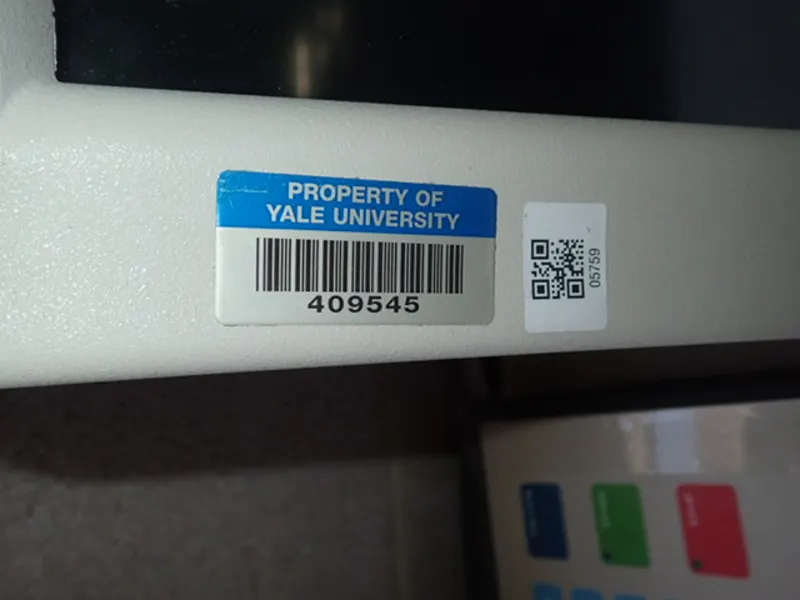 PROPERTY OF
YALE UNIVERSITY
409545
05759